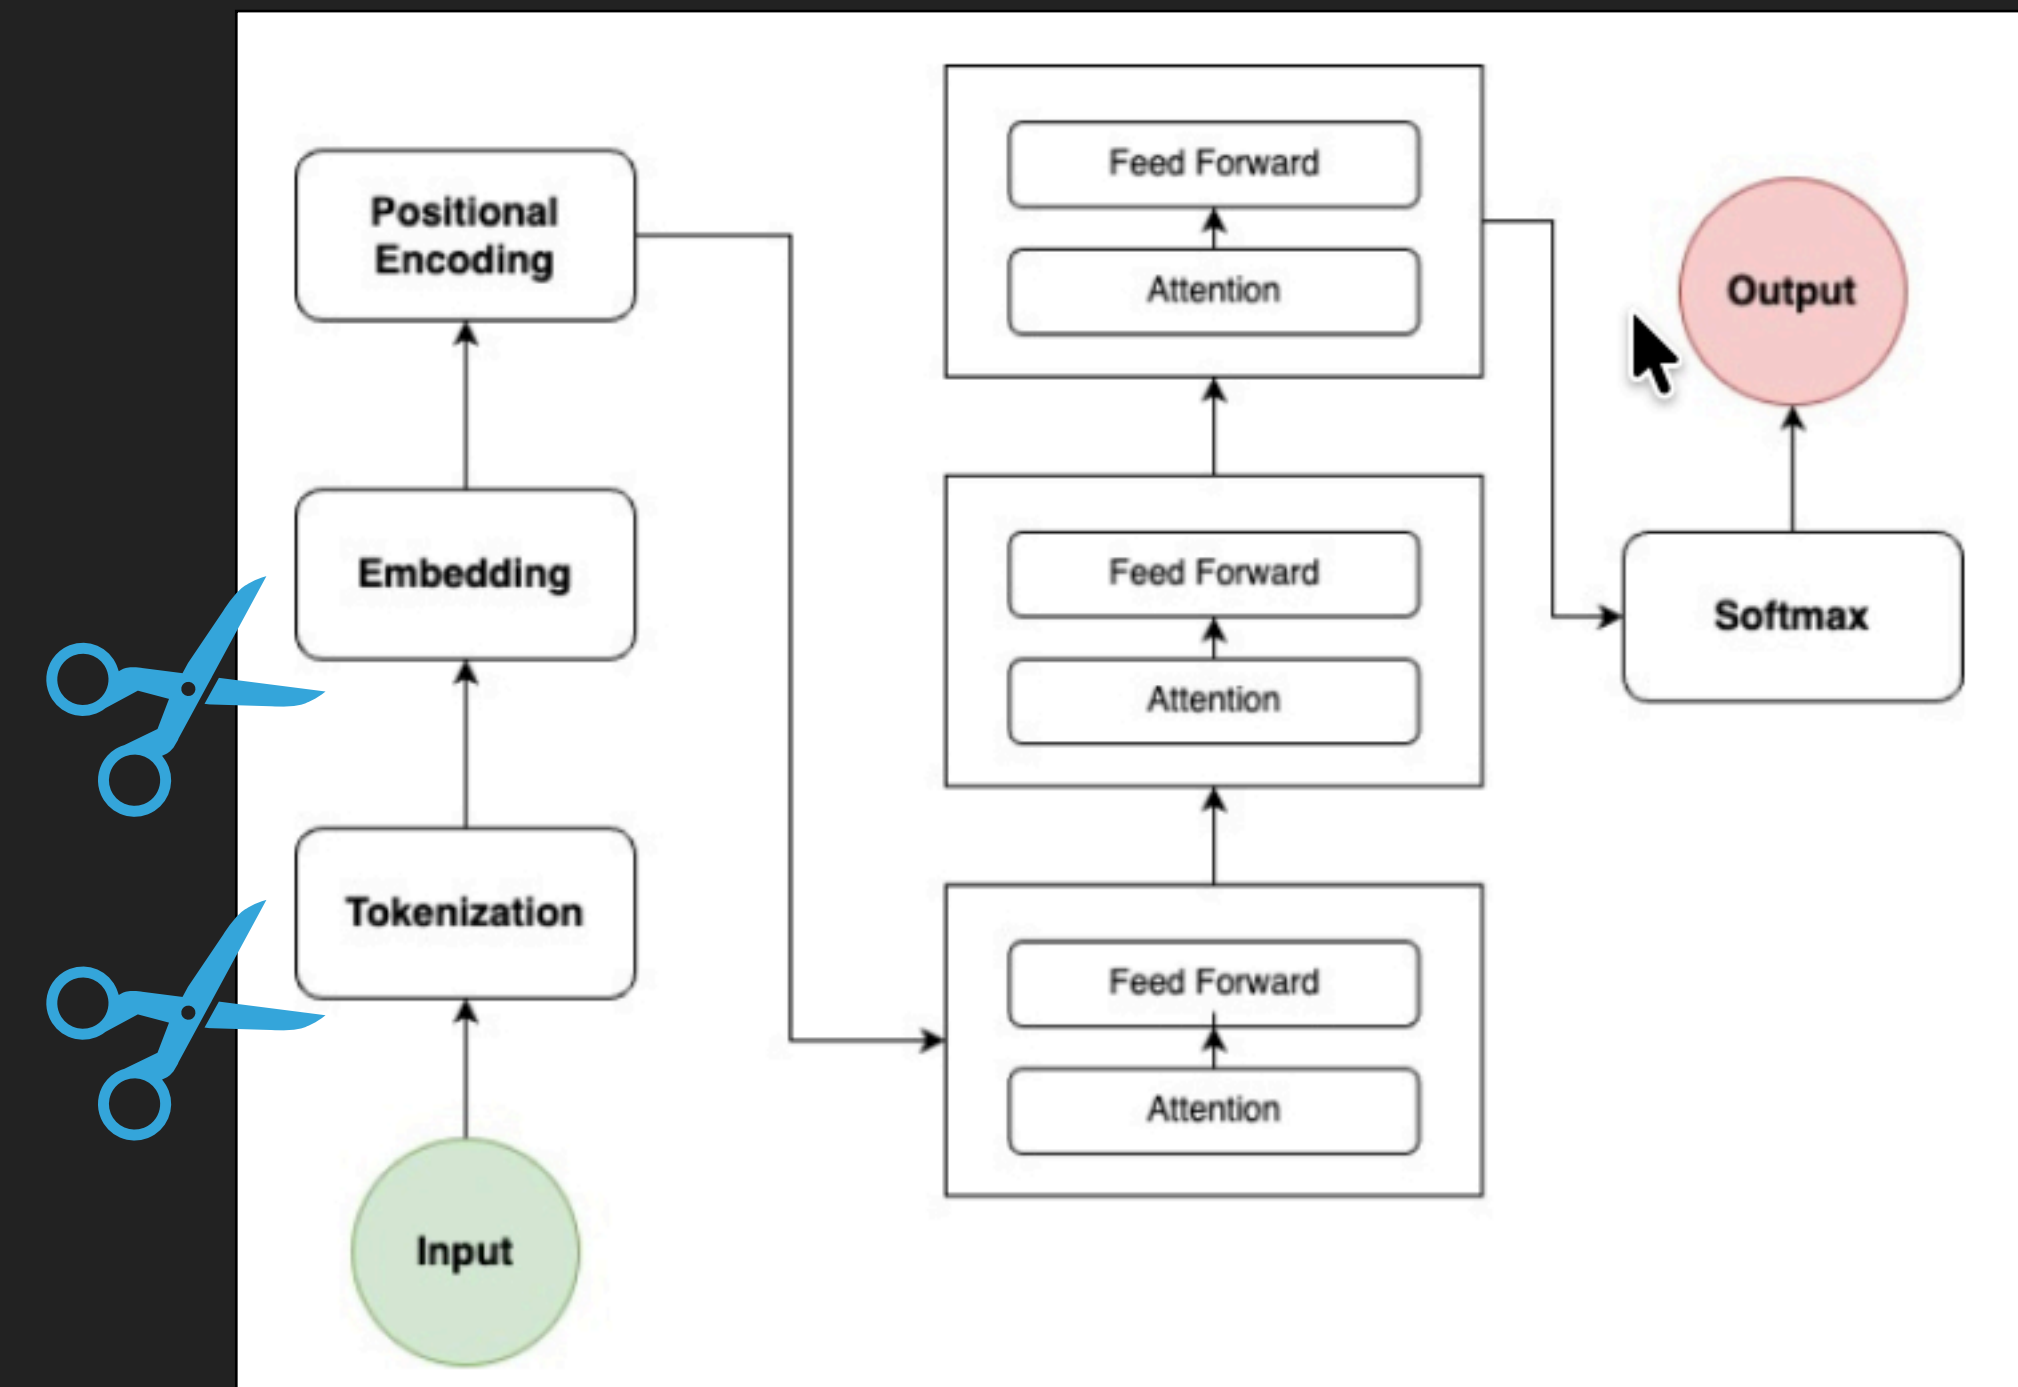 Positional
Encoding
Embedding
Tokenization
Input
Feed Forward
Attention
Feed Forward
Attention
Feed Forward
Attention
Output
Softmax